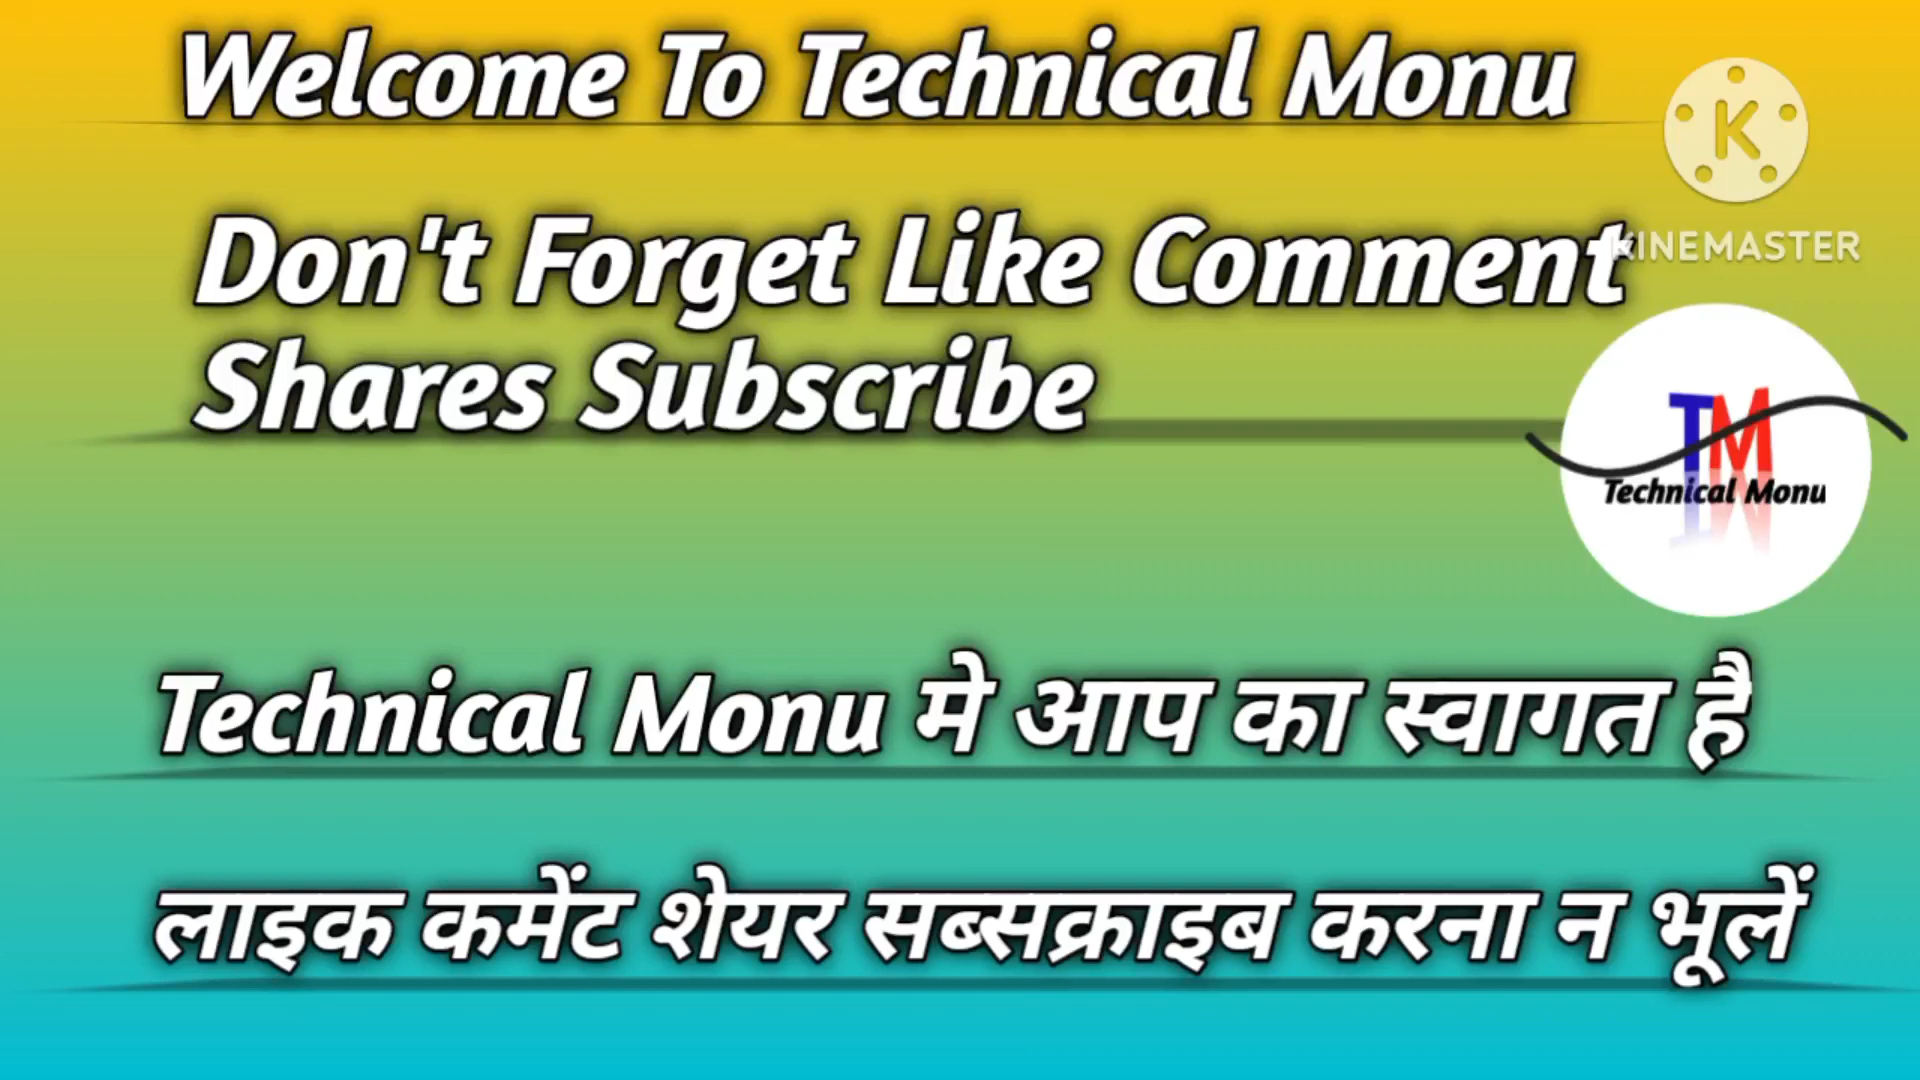 Welcome To Technical Monu
Don't Forget Like Comment
Shares Subscribe
KINEMASTER
TM
Technical Monu
Technical Monu मे आप का स्वागत है
लाइक कमेंट शेयर सब्सक्राइब करना न भूलें